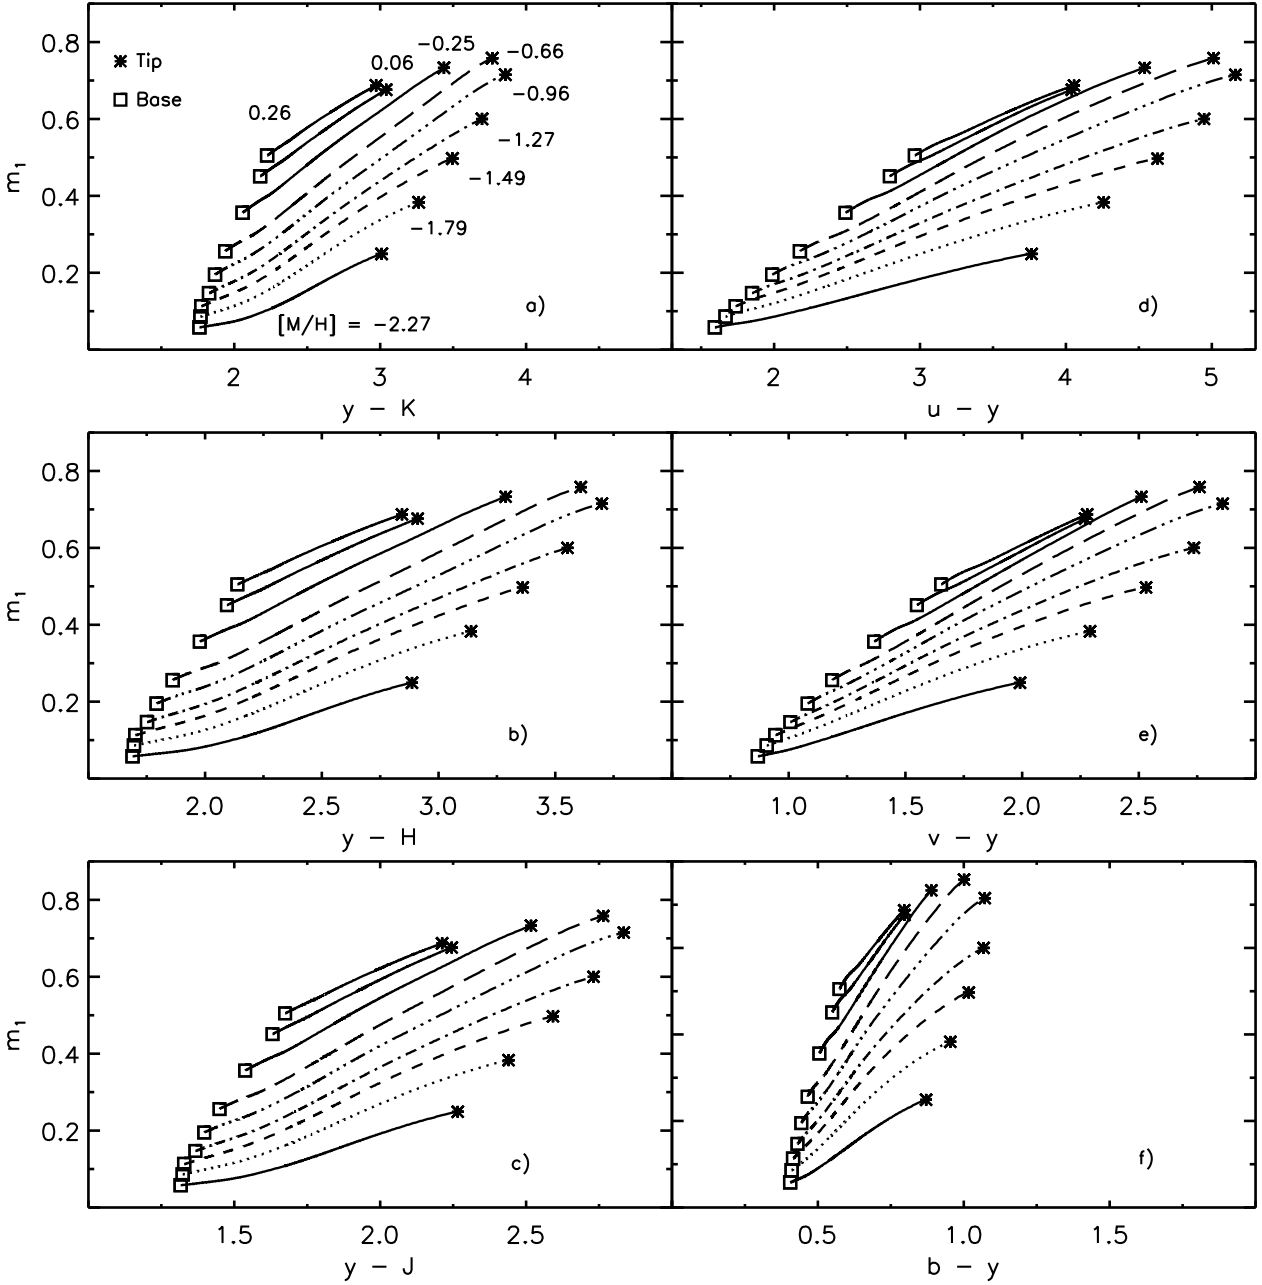 0.8
0.6
0.4
0.2
m1
Tip
Base
0.26
0.06
−0.25
−0.66
−0.96
−1.27
−1.49
−1.79
[M/H] = −2.27
a)
2 3 4
y − K
d)
2 3 4 5
u − y
0.8
0.6
0.4
0.2
m1
b)
2.0 2.5 3.0 3.5
y − H
e)
1.0 1.5 2.0 2.5
v − y
0.8
0.6
0.4
0.2
m1
c)
1.5 2.0 2.5
y − J
f)
0.5 1.0 1.5
b − y